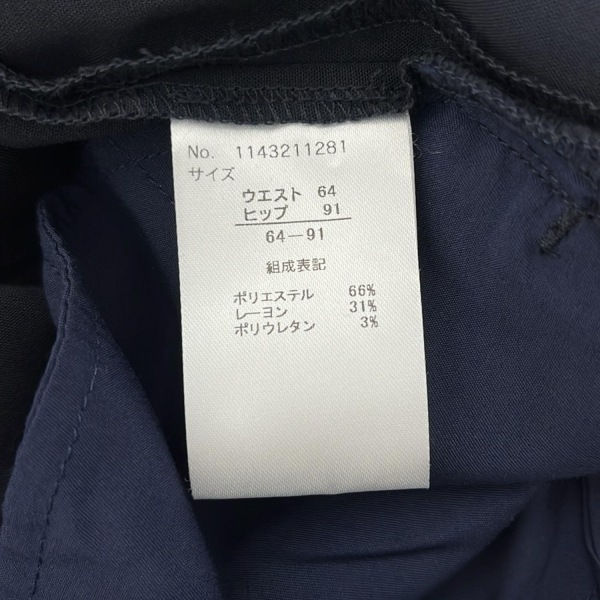 No. 1143211281
サイズ
ウエスト 64
ヒップ 91
64-91
組成表記
ポリエステル 66%
レーヨン 31%
ポリウレタン 3%